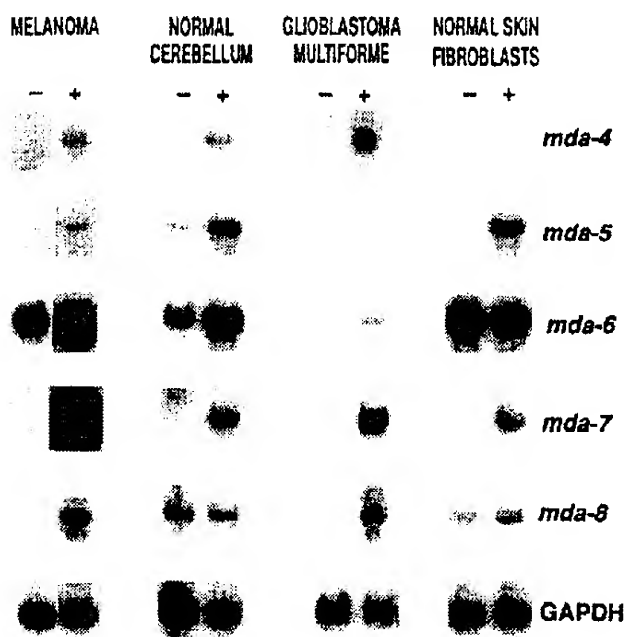 MELANOMA NORMAL GLIOBLASTOMA NORMAL SKIN
CEREBELLUM MULTIFORME FIBROBLASTS
− + − + − + − +
mda-4
mda-5
mda-6
mda-7
mda-8
GAPDH